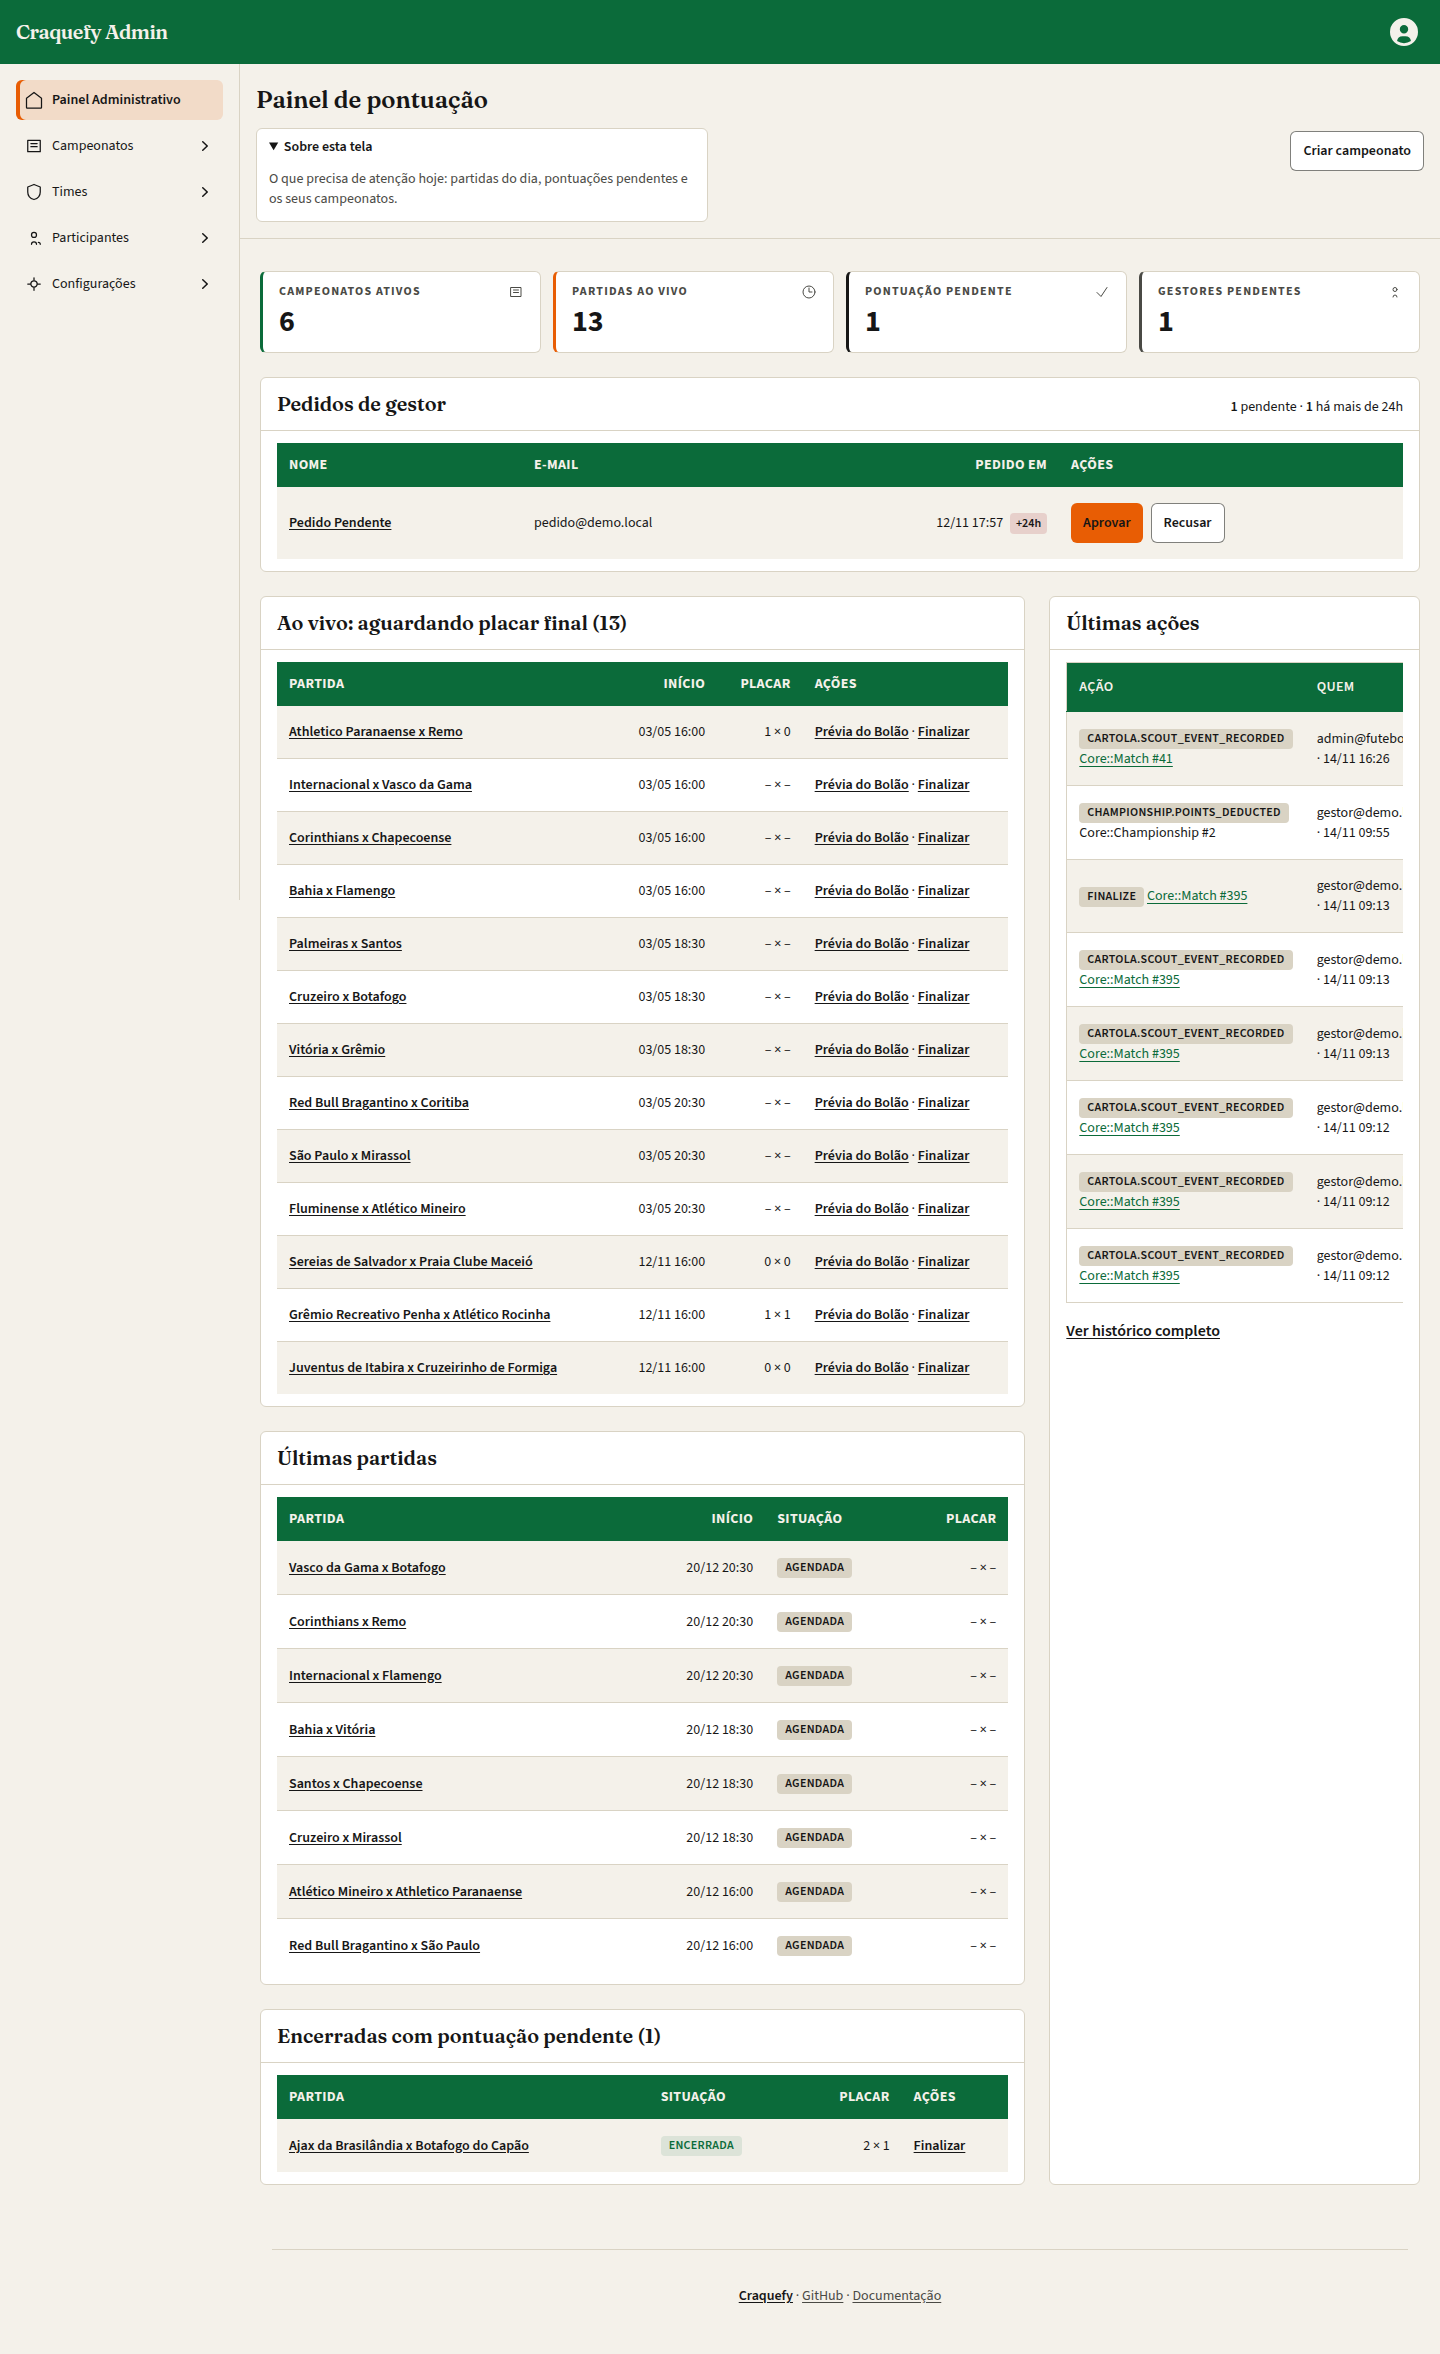 Craquefy Admin
Painel Administrativo
Campeonatos
Times
Participantes
Configurações
Painel de pontuação
▼ Sobre esta tela
O que precisa de atenção hoje: partidas do dia, pontuações pendentes e
os seus campeonatos.
Criar campeonato
CAMPEONATOS ATIVOS
6
PARTIDAS AO VIVO
13
PONTUAÇÃO PENDENTE
1
GESTORES PENDENTES
1
Pedidos de gestor
1 pendente · 1 há mais de 24h
NOME E-MAIL PEDIDO EM AÇÕES
Pedido Pendente pedido@demo.local 12/11 17:57 +24h Aprovar Recusar
Ao vivo: aguardando placar final (13)
PARTIDA INÍCIO PLACAR AÇÕES
Athletico Paranaense x Remo 03/05 16:00 1 × 0 Prévia do Bolão · Finalizar
Internacional x Vasco da Gama 03/05 16:00 – × – Prévia do Bolão · Finalizar
Corinthians x Chapecoense 03/05 16:00 – × – Prévia do Bolão · Finalizar
Bahia x Flamengo 03/05 16:00 – × – Prévia do Bolão · Finalizar
Palmeiras x Santos 03/05 18:30 – × – Prévia do Bolão · Finalizar
Cruzeiro x Botafogo 03/05 18:30 – × – Prévia do Bolão · Finalizar
Vitória x Grêmio 03/05 18:30 – × – Prévia do Bolão · Finalizar
Red Bull Bragantino x Coritiba 03/05 20:30 – × – Prévia do Bolão · Finalizar
São Paulo x Mirassol 03/05 20:30 – × – Prévia do Bolão · Finalizar
Fluminense x Atlético Mineiro 03/05 20:30 – × – Prévia do Bolão · Finalizar
Sereias de Salvador x Praia Clube Maceió 12/11 16:00 0 × 0 Prévia do Bolão · Finalizar
Grêmio Recreativo Penha x Atlético Rocinha 12/11 16:00 1 × 1 Prévia do Bolão · Finalizar
Juventus de Itabira x Cruzeirinho de Formiga 12/11 16:00 0 × 0 Prévia do Bolão · Finalizar
Últimas ações
AÇÃO QUEM
CARTOLA.SCOUT_EVENT_RECORDED admin@futebo
Core::Match #41 · 14/11 16:26
CHAMPIONSHIP.POINTS_DEDUCTED gestor@demo.
Core::Championship #2 · 14/11 09:55
FINALIZE Core::Match #395 gestor@demo.
· 14/11 09:13
CARTOLA.SCOUT_EVENT_RECORDED gestor@demo.
Core::Match #395 · 14/11 09:13
CARTOLA.SCOUT_EVENT_RECORDED gestor@demo.
Core::Match #395 · 14/11 09:13
CARTOLA.SCOUT_EVENT_RECORDED gestor@demo.
Core::Match #395 · 14/11 09:12
CARTOLA.SCOUT_EVENT_RECORDED gestor@demo.
Core::Match #395 · 14/11 09:12
CARTOLA.SCOUT_EVENT_RECORDED gestor@demo.
Core::Match #395 · 14/11 09:12
Ver histórico completo
Últimas partidas
PARTIDA INÍCIO SITUAÇÃO PLACAR
Vasco da Gama x Botafogo 20/12 20:30 AGENDADA – × –
Corinthians x Remo 20/12 20:30 AGENDADA – × –
Internacional x Flamengo 20/12 20:30 AGENDADA – × –
Bahia x Vitória 20/12 18:30 AGENDADA – × –
Santos x Chapecoense 20/12 18:30 AGENDADA – × –
Cruzeiro x Mirassol 20/12 18:30 AGENDADA – × –
Atlético Mineiro x Athletico Paranaense 20/12 16:00 AGENDADA – × –
Red Bull Bragantino x São Paulo 20/12 16:00 AGENDADA – × –
Encerradas com pontuação pendente (1)
PARTIDA SITUAÇÃO PLACAR AÇÕES
Ajax da Brasilândia x Botafogo do Capão ENCERRADA 2 × 1 Finalizar
Craquefy · GitHub · Documentação